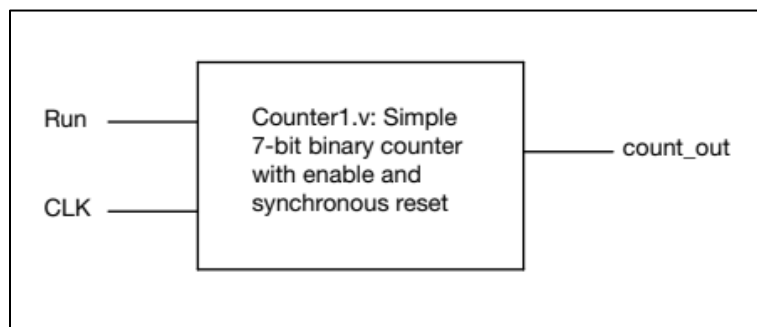 Run
CLK
Counter1.v: Simple
7-bit binary counter
with enable and
synchronous reset
count_out